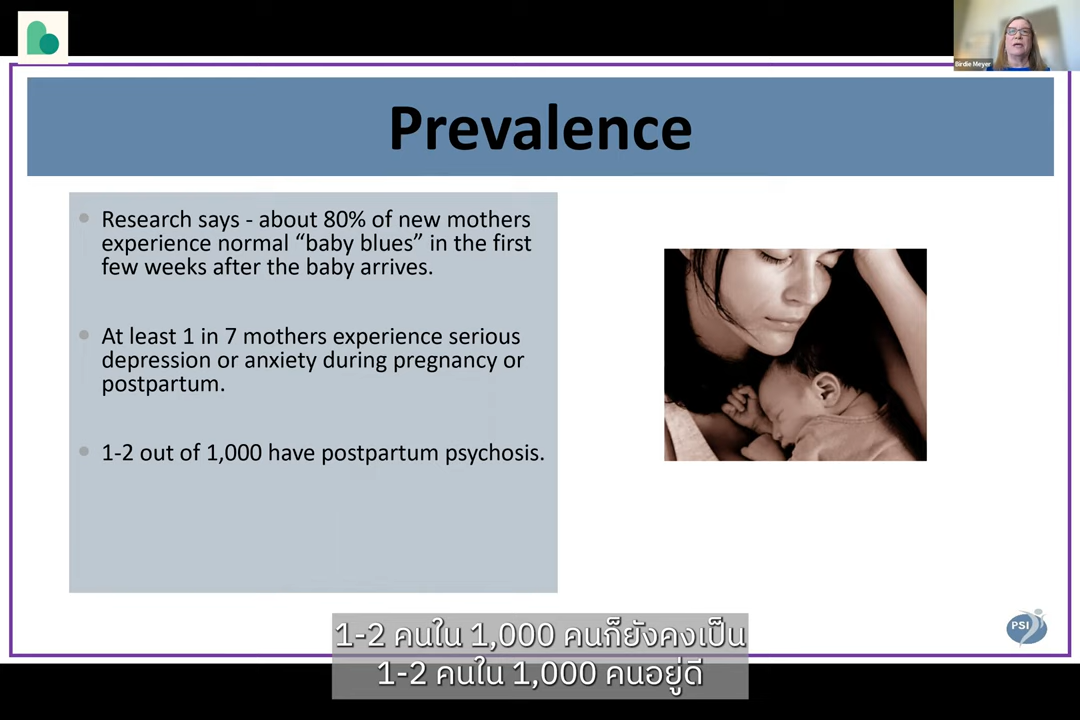 Birdie Meyer
Prevalence
Research says - about 80% of new mothers
experience normal “baby blues” in the first
few weeks after the baby arrives.
At least 1 in 7 mothers experience serious
depression or anxiety during pregnancy or
postpartum.
1-2 out of 1,000 have postpartum psychosis.
PSI
1-2 คนใน 1,000 คนก็ยังคงเป็น
1-2 คนใน 1,000 คนอยู่ดี